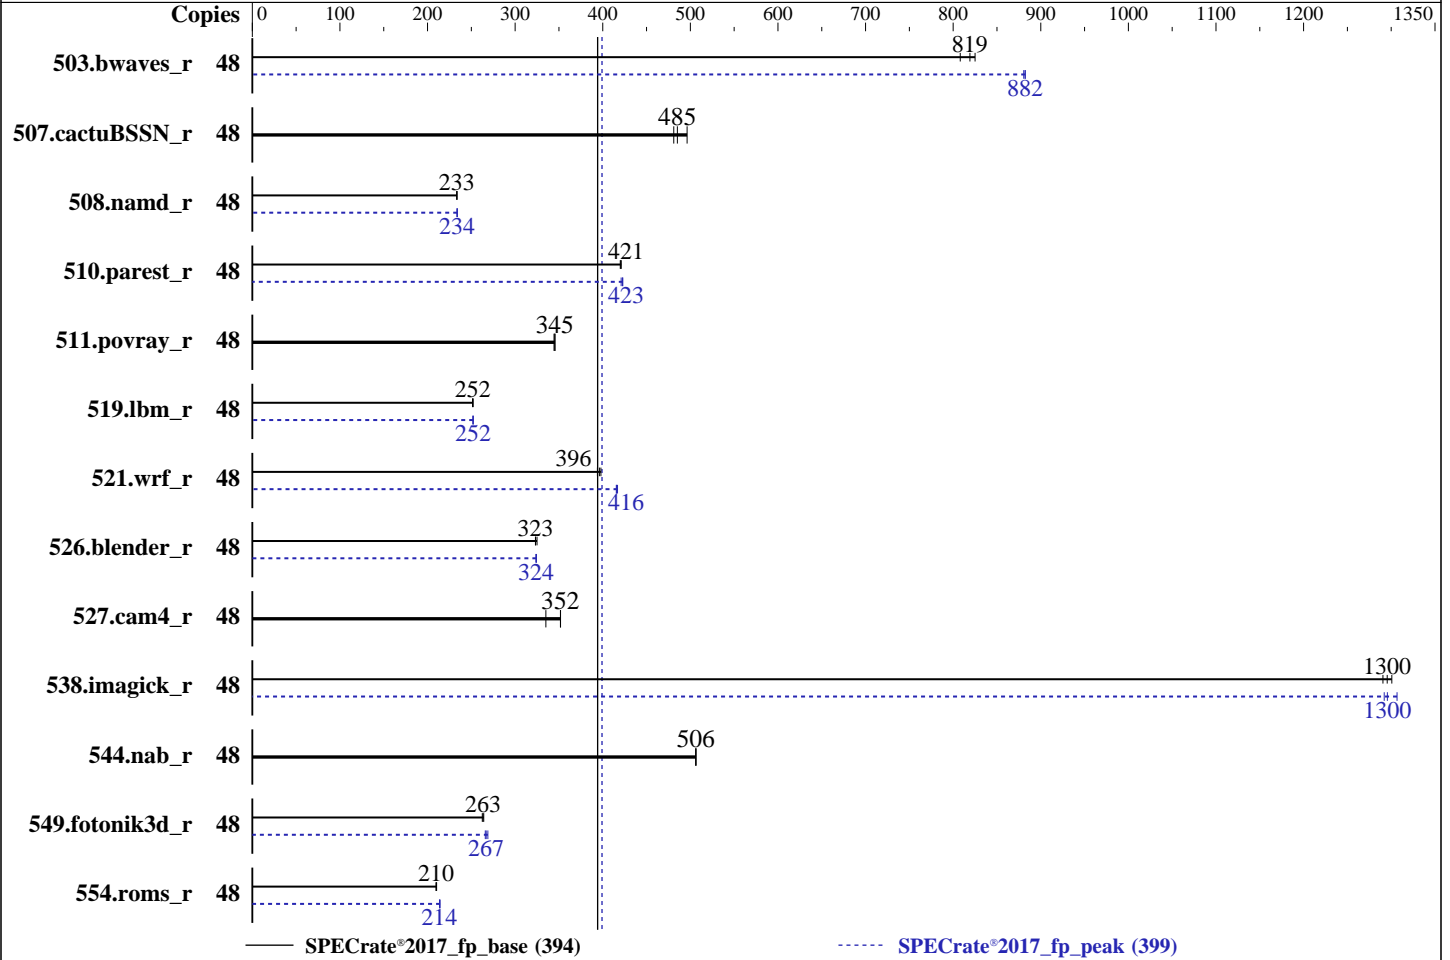 Copies 0 100 200 300 400 500 600 700 800 900 1000 1100 1200 1350
819
503.bwaves_r 48
882
485
507.cactuBSSN_r 48
233
508.namd_r 48
234
421
510.parest_r 48
423
345
511.povray_r 48
252
519.lbm_r 48
252
396
521.wrf_r 48
416
323
526.blender_r 48
324
352
527.cam4_r 48
1300
538.imagick_r 48
1300
506
544.nab_r 48
263
549.fotonik3d_r 48
267
210
554.roms_r 48
214
SPECrate®2017_fp_base (394) SPECrate®2017_fp_peak (399)